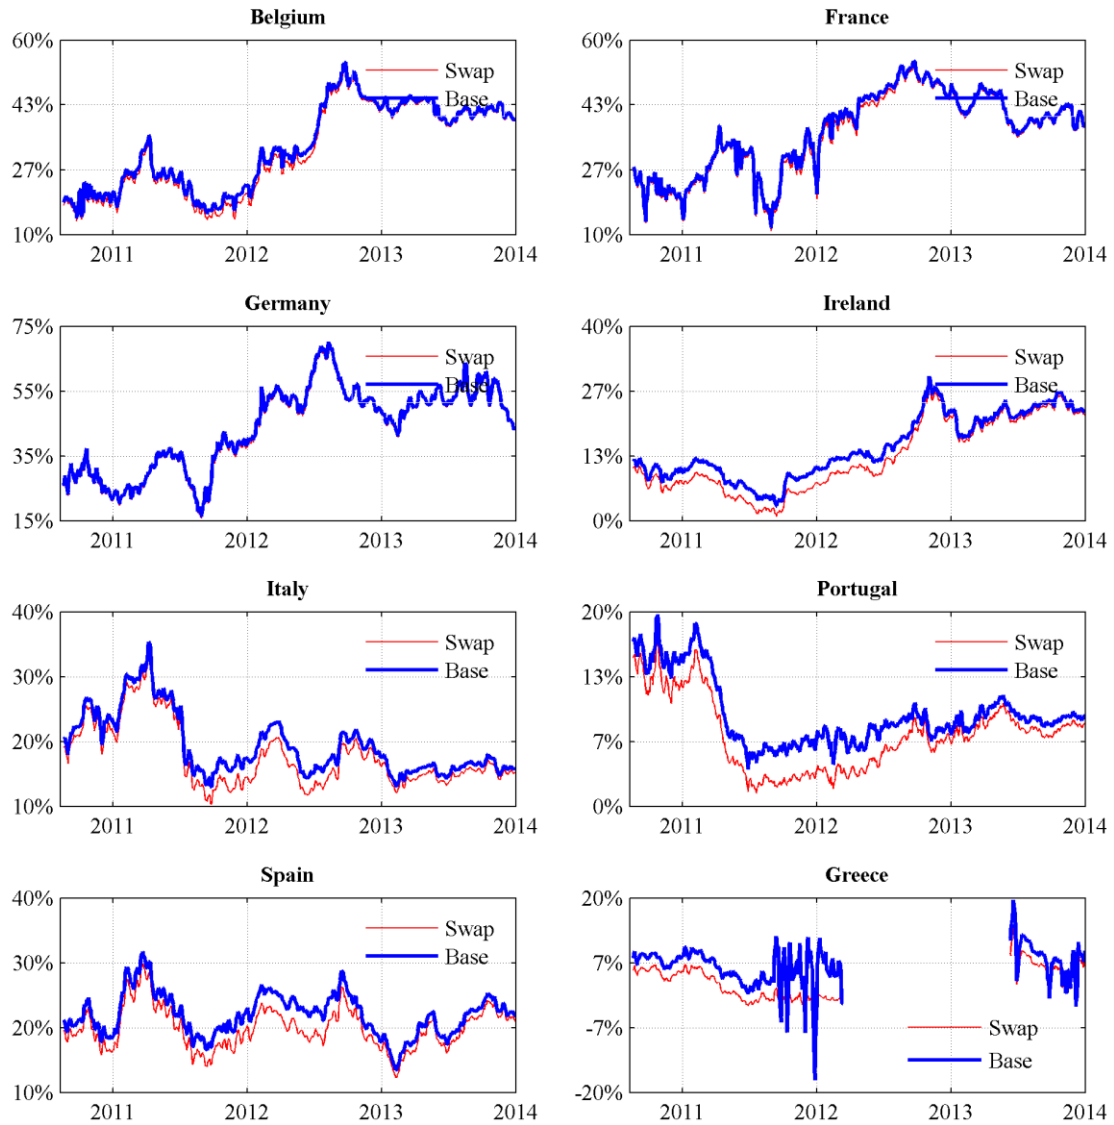 Belgium
60%
43%
27%
10%
Swap
Base
2011 2012 2013 2014
France
60%
43%
27%
10%
Swap
Base
2011 2012 2013 2014
Germany
75%
55%
35%
15%
Swap
Base
2011 2012 2013 2014
Ireland
40%
27%
13%
0%
Swap
Base
2011 2012 2013 2014
Italy
40%
30%
20%
10%
Swap
Base
2011 2012 2013 2014
Portugal
20%
13%
7%
0%
Swap
Base
2011 2012 2013 2014
Spain
40%
30%
20%
10%
Swap
Base
2011 2012 2013 2014
Greece
20%
7%
-7%
-20%
Swap
Base
2011 2012 2013 2014